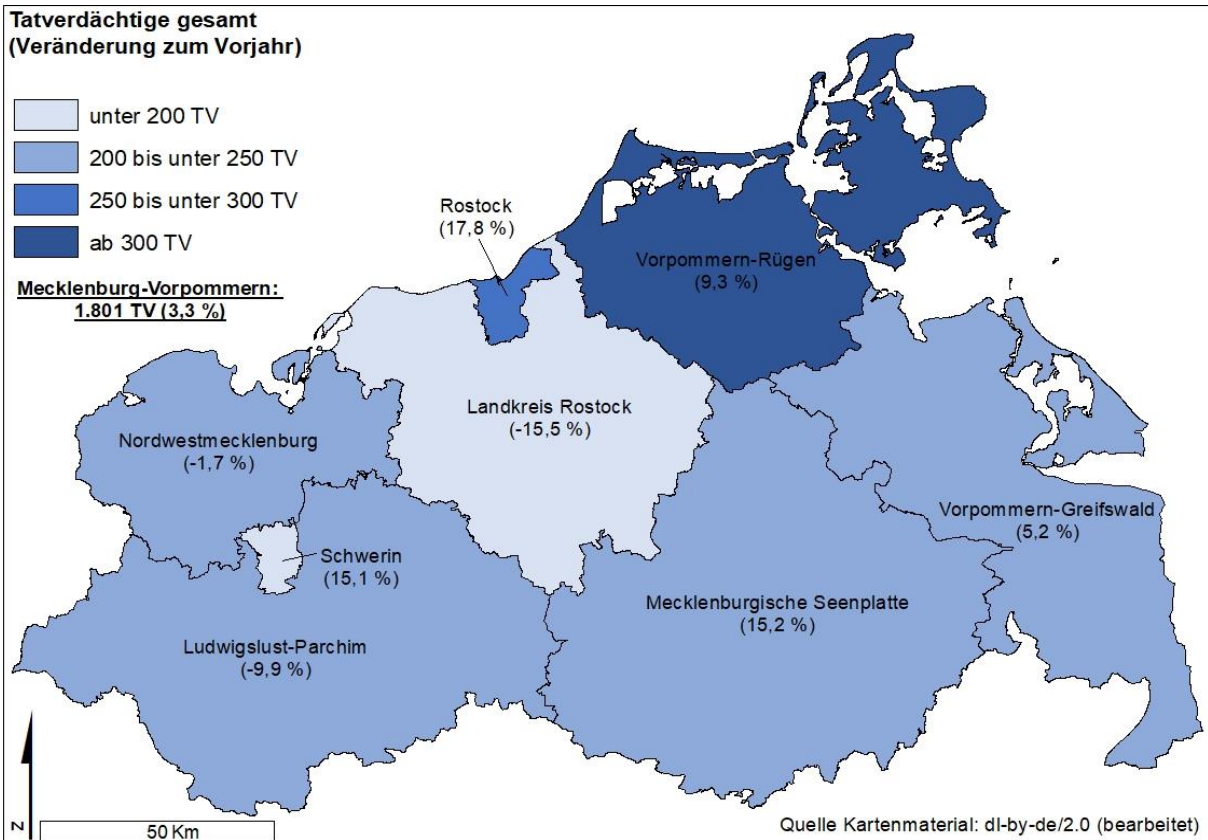 Tatverdächtige gesamt
(Veränderung zum Vorjahr)
unter 200 TV
200 bis unter 250 TV
250 bis unter 300 TV
ab 300 TV
Mecklenburg-Vorpommern:
1.801 TV (3,3 %)
Rostock
(17,8 %)
Vorpommern-Rügen
(9,3 %)
Landkreis Rostock
(-15,5 %)
Nordwestmecklenburg
(-1,7 %)
Vorpommern-Greifswald
(5,2 %)
Schwerin
(15,1 %)
Mecklenburgische Seenplatte
(15,2 %)
Ludwigslust-Parchim
(-9,9 %)
N
50 Km
Quelle Kartenmaterial: dl-by-de/2.0 (bearbeitet)